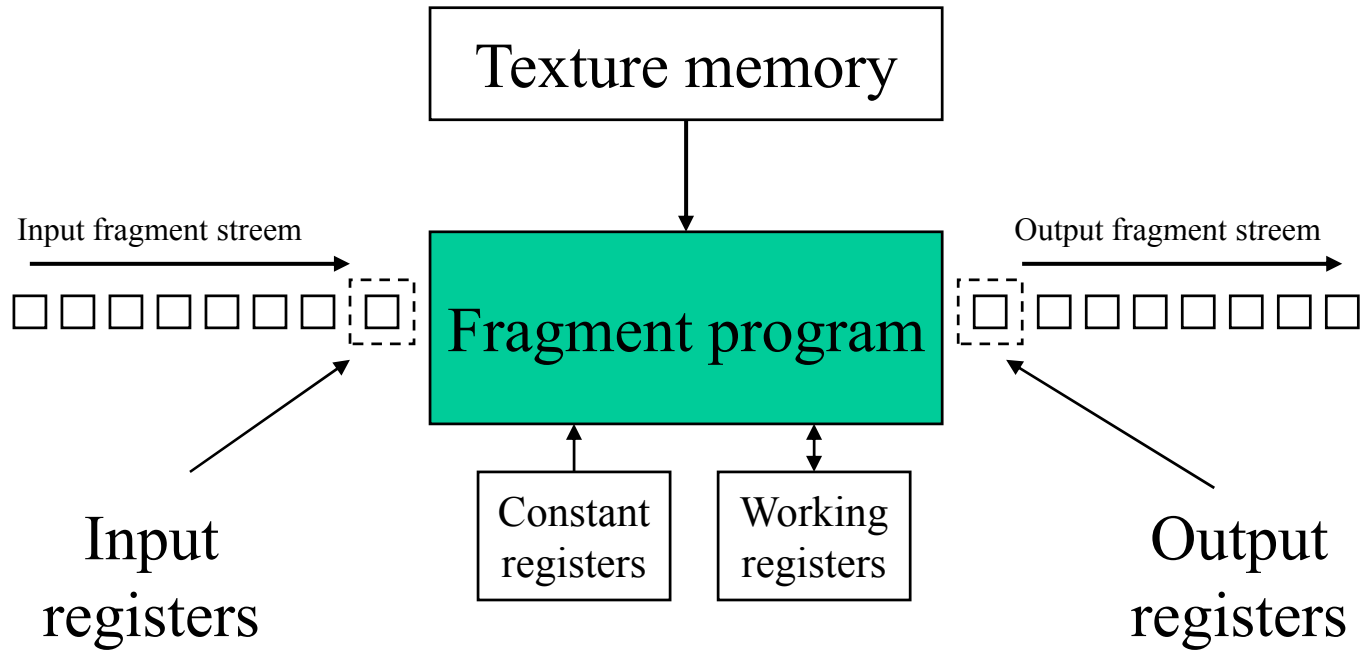 Texture memory
Input fragment streem
Output fragment streem
Fragment program
Constant
registers
Working
registers
Input
registers
Output
registers